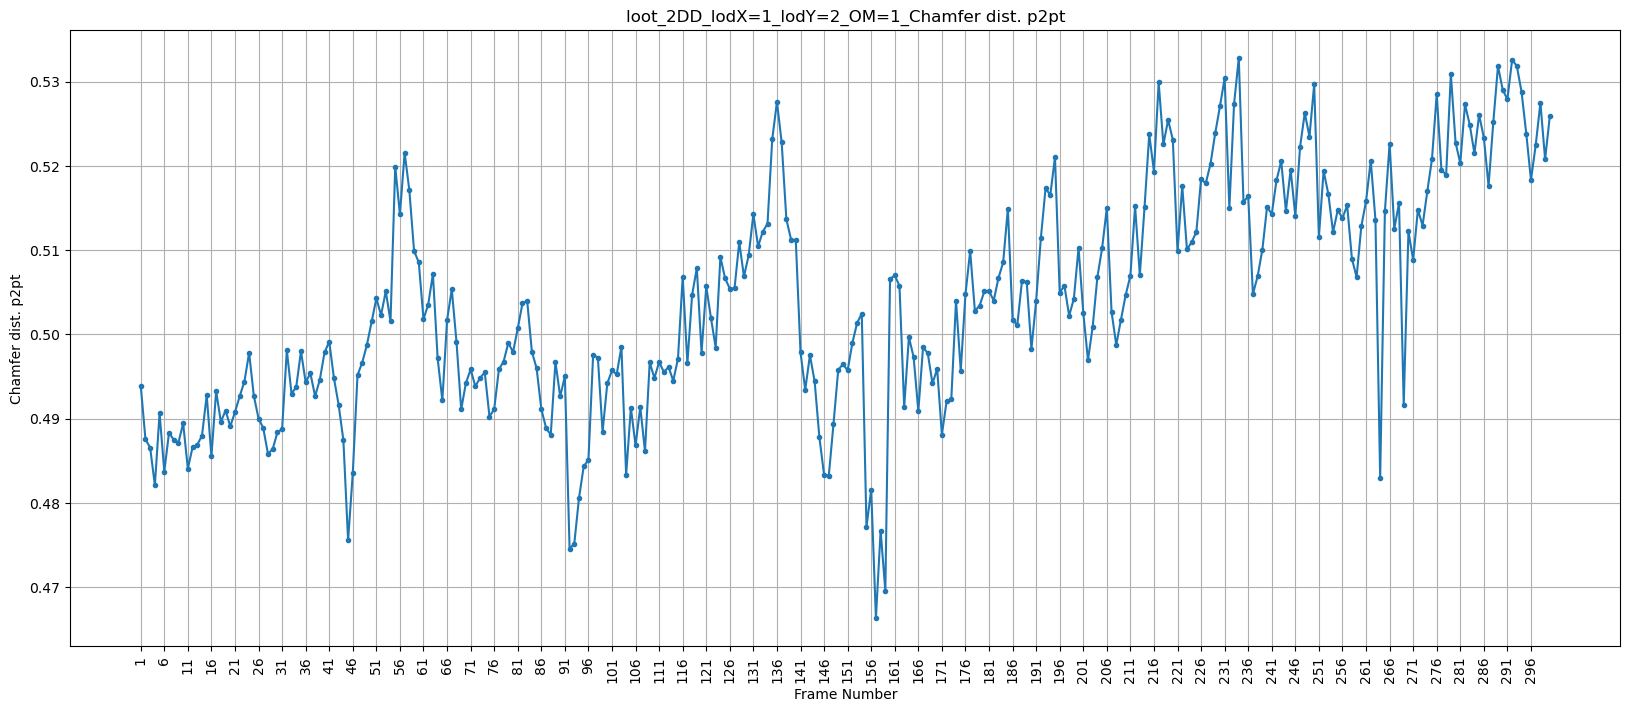 loot_2DD_lodX=1_lodY=2_OM=1_Chamfer dist. p2pt
Chamfer dist. p2pt
0.53
0.52
0.51
0.50
0.49
0.48
0.47
1 6 11 16 21 26 31 36 41 46 51 56 61 66 71 76 81 86 91 96 101 106 111 116 121 126 131 136 141 146 151 156 161 166 171 176 181 186 191 196 201 206 211 216 221 226 231 236 241 246 251 256 261 266 271 276 281 286 291 296
Frame Number